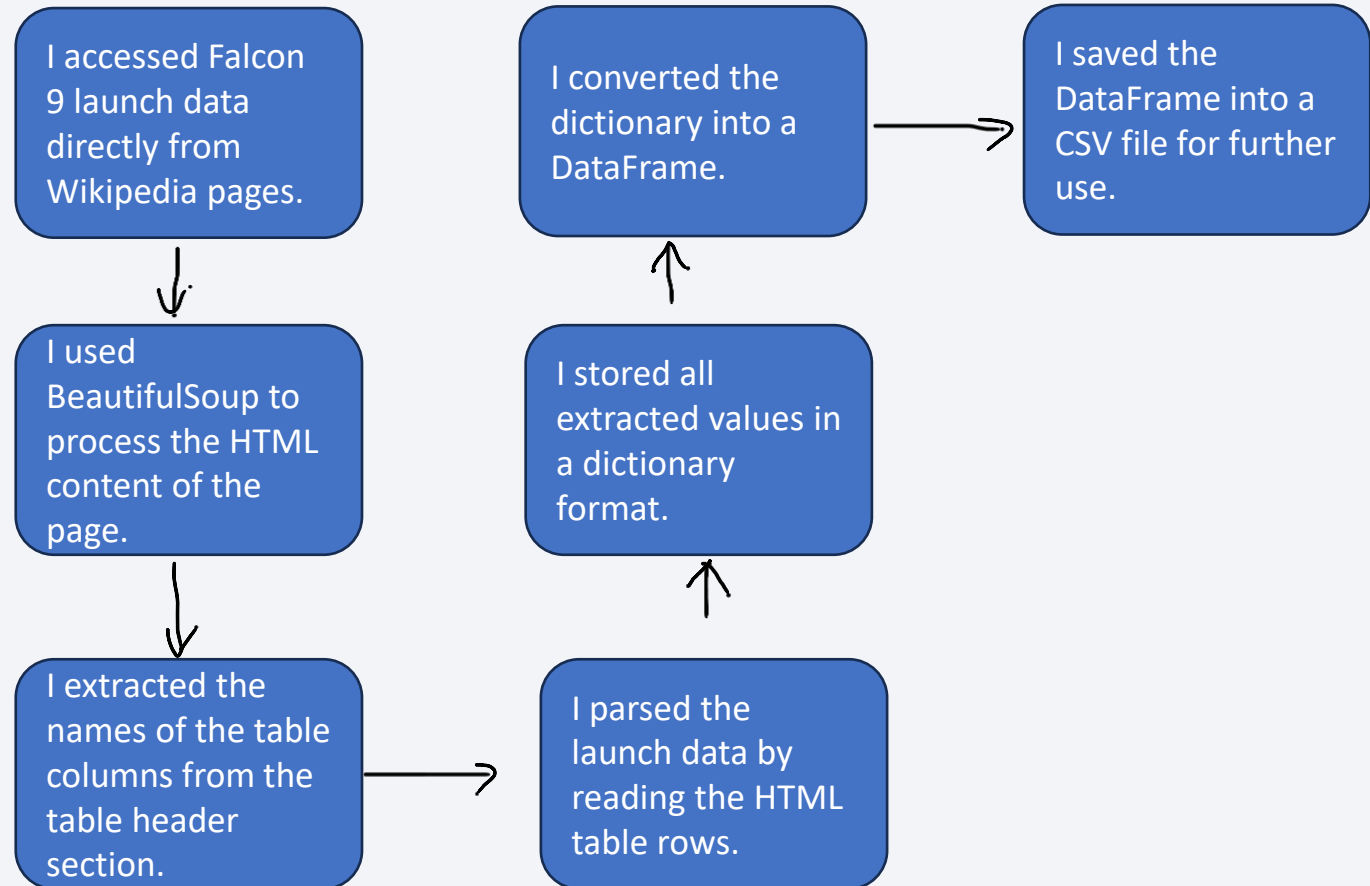 I accessed Falcon
9 launch data
directly from
Wikipedia pages.
I used
BeautifulSoup to
process the HTML
content of the
page.
I extracted the
names of the table
columns from the
table header
section.
I parsed the
launch data by
reading the HTML
table rows.
I stored all
extracted values in
a dictionary
format.
I converted the
dictionary into a
DataFrame.
I saved the
DataFrame into a
CSV file for further
use.